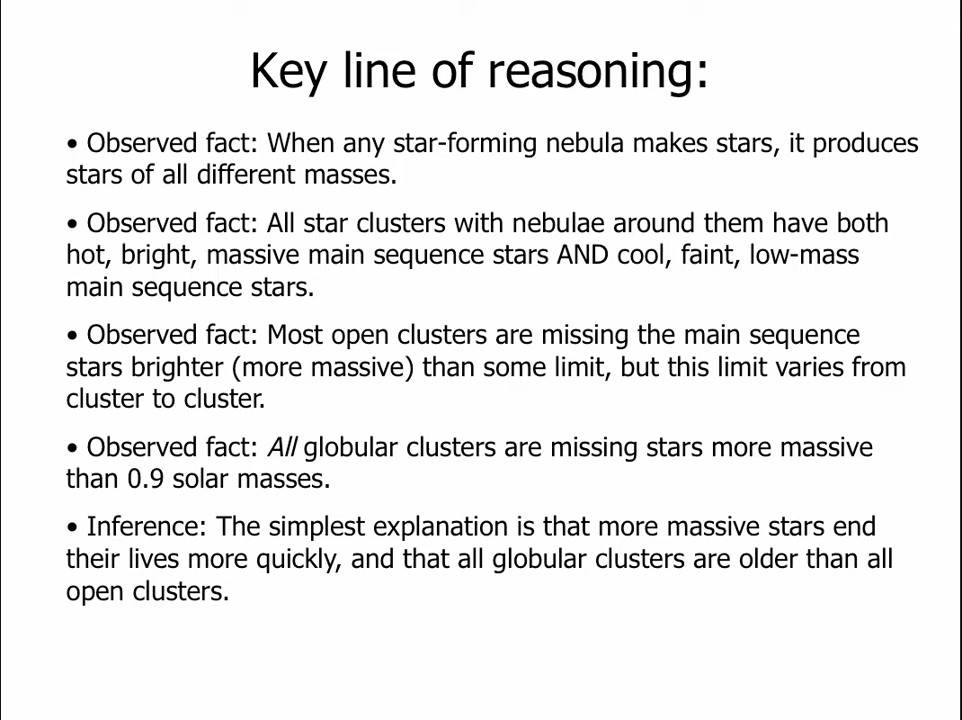 Key line of reasoning:
• Observed fact: When any star-forming nebula makes stars, it produces
stars of all different masses.
• Observed fact: All star clusters with nebulae around them have both
hot, bright, massive main sequence stars AND cool, faint, low-mass
main sequence stars.
• Observed fact: Most open clusters are missing the main sequence
stars brighter (more massive) than some limit, but this limit varies from
cluster to cluster.
• Observed fact: All globular clusters are missing stars more massive
than 0.9 solar masses.
• Inference: The simplest explanation is that more massive stars end
their lives more quickly, and that all globular clusters are older than all
open clusters.